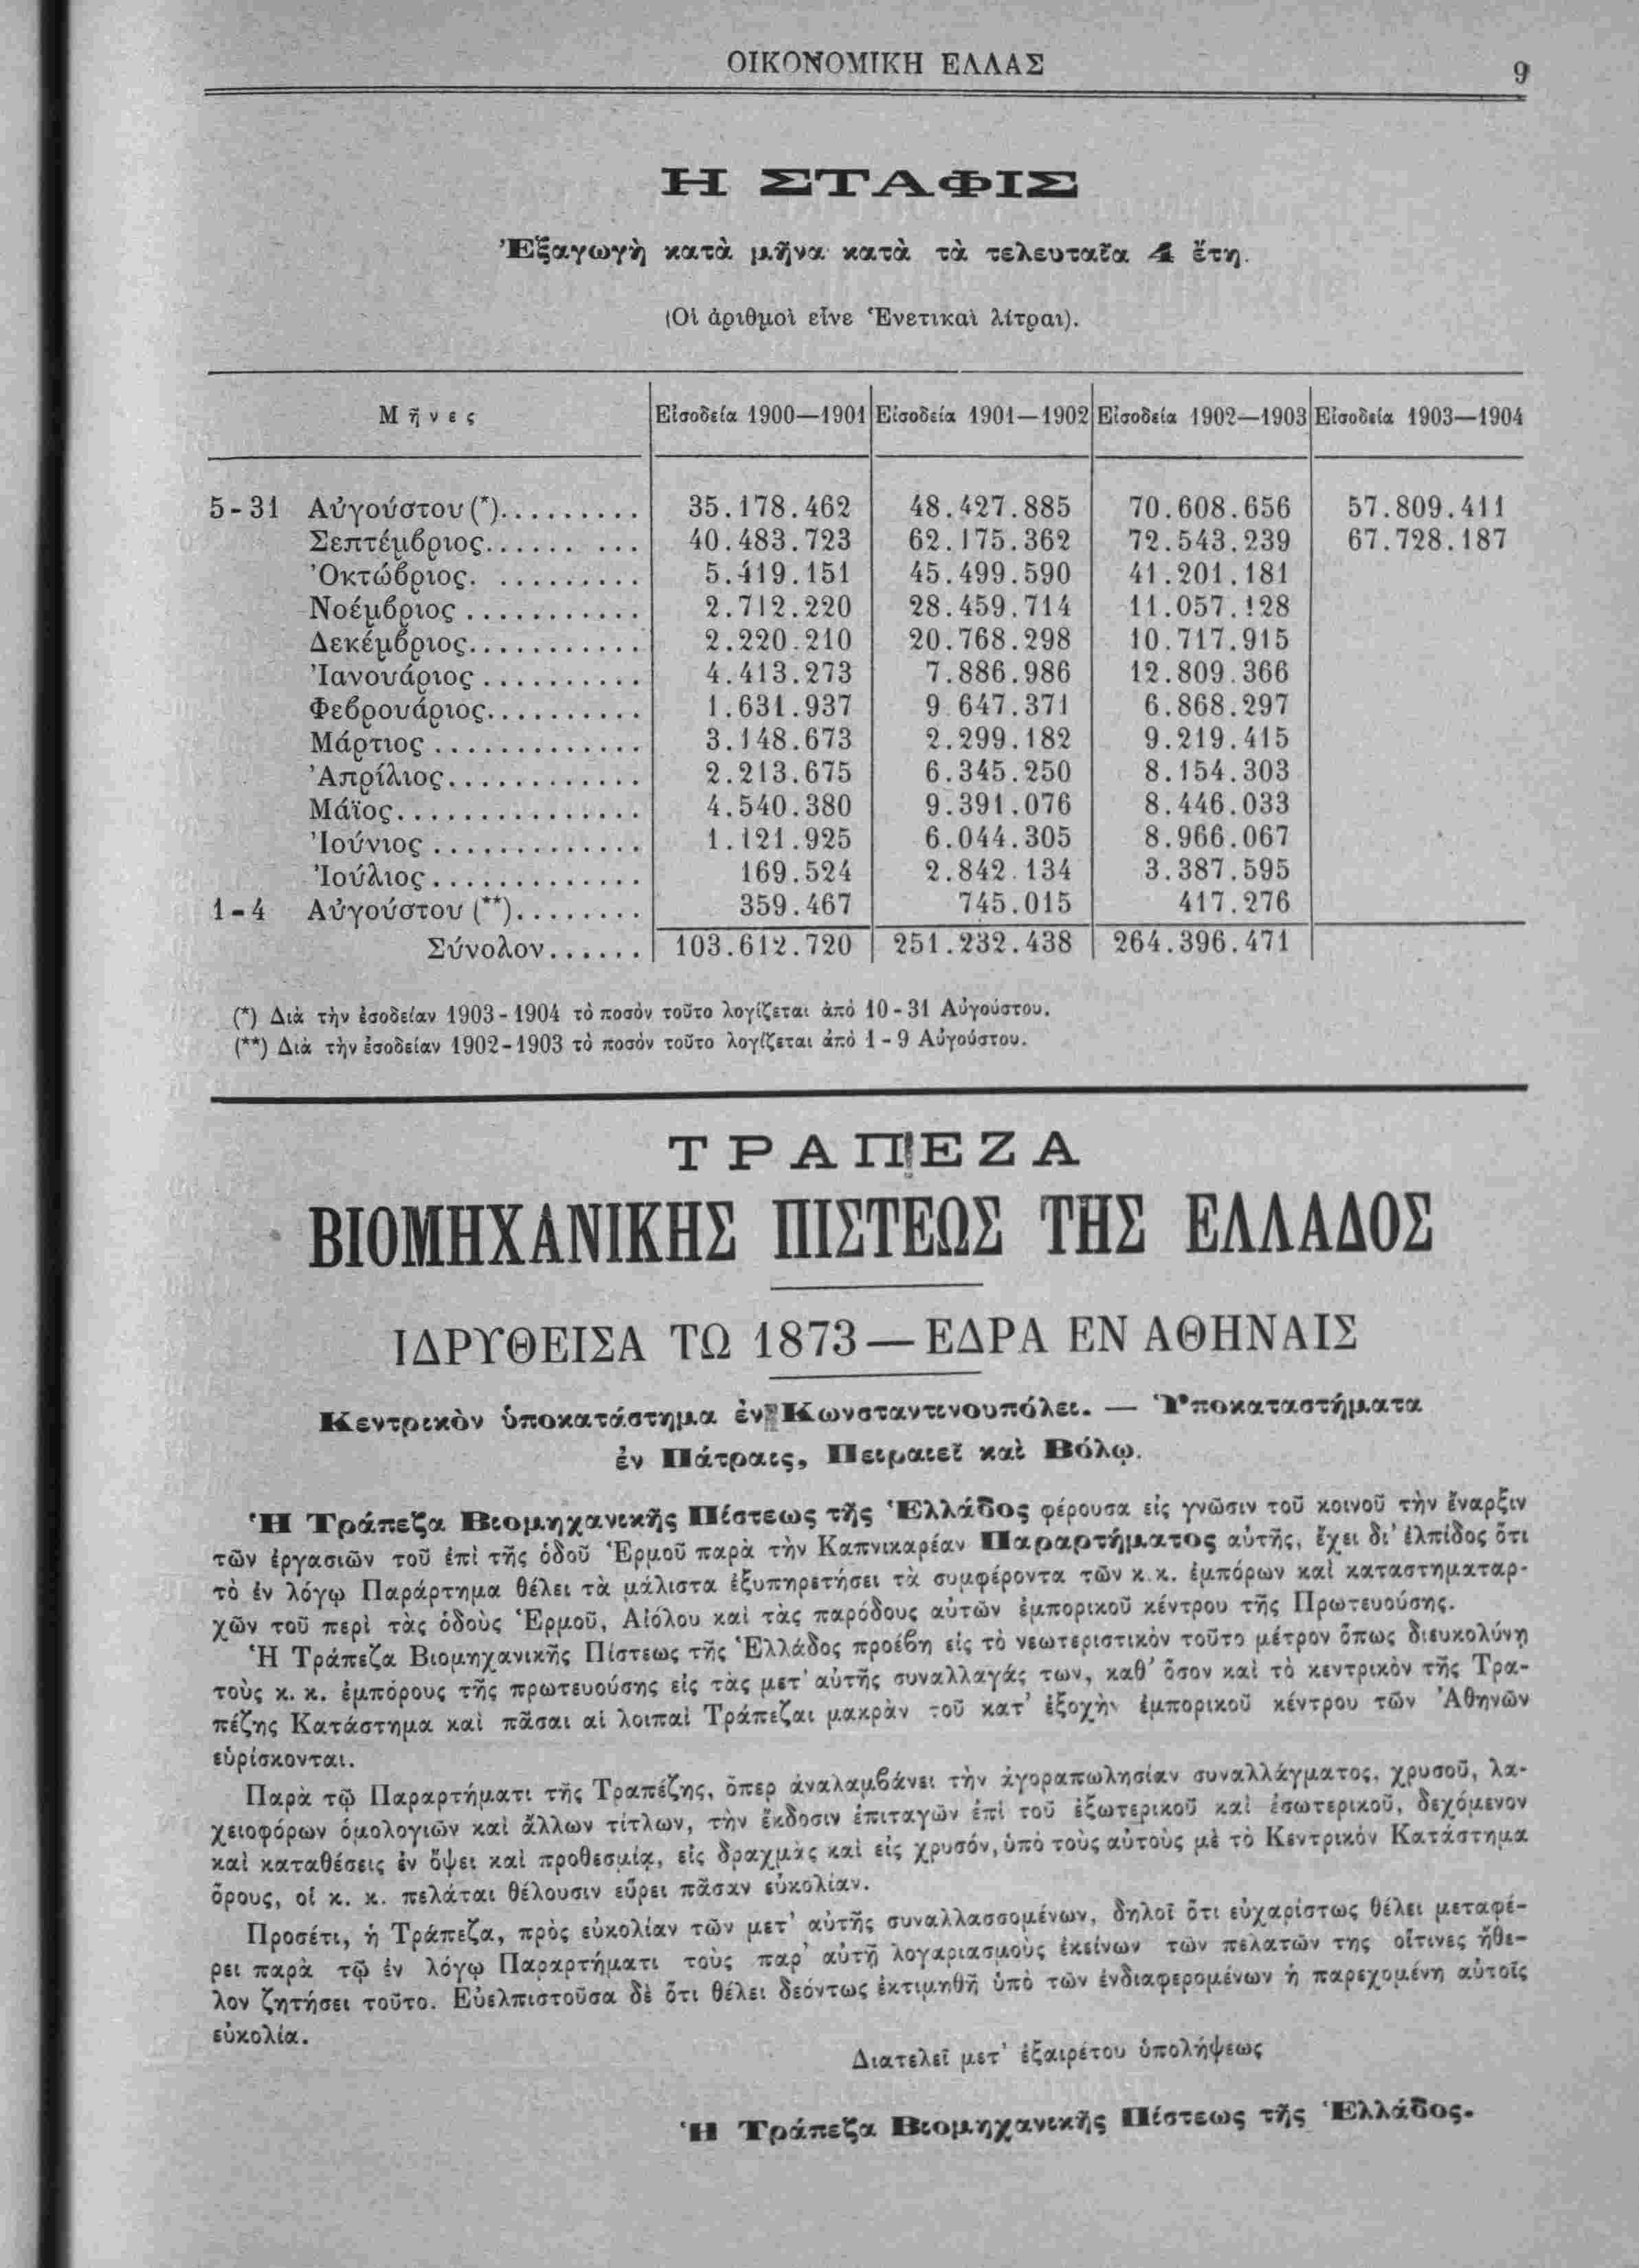 ΟΙΚΟΝΟΜΙΚΗ ΕΛΛΑΣ 9
Η ΣΤΑΦΙΣ
Ἐξαγωγὴ κατὰ μῆνα κατὰ τὰ τελευταῖα 4 ἔτη.
(Οἱ ἀριθμοὶ εἶνε Ἑνετικαὶ λίτραι).
Μῆνες Εἰσοδεία 1900—1901 Εἰσοδεία 1901—1902 Εἰσοδεία 1902—1903 Εἰσοδεία 1903—1904
5-31 Αὐγούστου (*)......... 35.178.462 48.427.885 70.608.656 57.809.411
Σεπτέμβριος......... 40.483.723 62.175.362 72.543.239 67.728.187
Ὀκτώβριος.......... 5.419.151 45.499.590 41.201.181
Νοέμβριος........... 2.712.220 28.459.714 11.057.128
Δεκέμβριος........... 2.220.210 20.768.298 10.717.915
Ἰανουάριος.......... 4.413.273 7.886.986 12.809.366
Φεβρουάριος.......... 1.631.937 9.647.371 6.868.297
Μάρτιος............. 3.148.673 2.299.182 9.219.415
Ἀπρίλιος............ 2.213.675 6.345.250 8.154.303
Μάϊος............... 4.540.380 9.391.076 8.446.033
Ἰούνιος............. 1.121.925 6.044.305 8.966.067
Ἰούλιος............. 169.524 2.842.134 3.387.595
1-4 Αὐγούστου (**)........ 359.467 745.015 417.276
Σύνολον...... 103.612.720 251.232.438 264.396.471
(*) Διὰ τὴν ἐσοδείαν 1903-1904 τὸ ποσὸν τοῦτο λογίζεται ἀπὸ 10-31 Αὐγούστου.
(**) Διὰ τὴν ἐσοδείαν 1902-1903 τὸ ποσὸν τοῦτο λογίζεται ἀπὸ 1-9 Αὐγούστου.
ΤΡΑΠΕΖΑ
ΒΙΟΜΗΧΑΝΙΚΗΣ ΠΙΣΤΕΩΣ ΤΗΣ ΕΛΛΑΔΟΣ
ΙΔΡΥΘΕΙΣΑ ΤΩ 1873—ΕΔΡΑ ΕΝ ΑΘΗΝΑΙΣ
Κεντρικὸν ὑποκατάστημα ἐν Κωνσταντινουπόλει. — Ὑποκαταστήματα
ἐν Πάτραις, Πειραιεῖ καὶ Βόλῳ.
Ἡ Τράπεζα Βιομηχανικῆς Πίστεως τῆς Ἑλλάδος φέρουσα εἰς γνῶσιν τοῦ κοινοῦ τὴν ἔναρξιν
τῶν ἐργασιῶν τοῦ ἐπὶ τῆς ὁδοῦ Ἑρμοῦ παρὰ τὴν Καπνικαρέαν Παραρτήματος αὐτῆς, ἔχει δι' ἐλπίδος ὅτι
τὸ ἐν λόγῳ Παράρτημα θέλει τὰ μάλιστα ἐξυπηρετήσει τὰ συμφέροντα τῶν κ.κ. ἐμπόρων καὶ καταστηματαρ-
χῶν τοῦ περὶ τὰς ὁδοὺς Ἑρμοῦ, Αἰόλου καὶ τὰς παρόδους αὐτῶν ἐμπορικοῦ κέντρου τῆς Πρωτευούσης.
Ἡ Τράπεζα Βιομηχανικῆς Πίστεως τῆς Ἑλλάδος προέβη εἰς τὸ νεωτεριστικὸν τοῦτο μέτρον ὅπως διευκολύνῃ
τοὺς κ. κ. ἐμπόρους τῆς πρωτευούσης εἰς τὰς μετ' αὐτῆς συναλλαγάς των, καθ' ὅσον καὶ τὸ κεντρικὸν τῆς Τρα-
πέζης Κατάστημα καὶ πᾶσαι αἱ λοιπαὶ Τράπεζαι μακρὰν τοῦ κατ' ἐξοχὴν ἐμπορικοῦ κέντρου τῶν Ἀθηνῶν
εὑρίσκονται.
Παρὰ τῷ Παραρτήματι τῆς Τραπέζης, ὅπερ ἀναλαμβάνει τὴν ἀγοραπωλησίαν συναλλάγματος, χρυσοῦ, λα-
χειοφόρων ὁμολογιῶν καὶ ἄλλων τίτλων, τὴν ἔκδοσιν ἐπιταγῶν ἐπὶ τοῦ ἐξωτερικοῦ καὶ ἐσωτερικοῦ, δεχόμενον
καὶ καταθέσεις ἐν ὄψει καὶ προθεσμίᾳ, εἰς δραχμὰς καὶ εἰς χρυσόν, ὑπὸ τοὺς αὐτοὺς μὲ τὸ Κεντρικὸν Κατάστημα
ὅρους, οἱ κ. κ. πελάται θέλουσιν εὕρει πᾶσαν εὐκολίαν.
Προσέτι, ἡ Τράπεζα, πρὸς εὐκολίαν τῶν μετ' αὐτῆς συναλλασσομένων, δηλοῖ ὅτι εὐχαρίστως θέλει μεταφέ-
ρει παρὰ τῷ ἐν λόγῳ Παραρτήματι τοὺς παρ' αὐτῇ λογαριασμοὺς ἐκείνων τῶν πελατῶν της οἵτινες ἤθε-
λον ζητήσει τοῦτο. Εὐελπιστοῦσα δὲ ὅτι θέλει δεόντως ἐκτιμηθῆ ὑπὸ τῶν ἐνδιαφερομένων ἡ παρεχομένη αὐτοῖς
εὐκολία.
Διατελεῖ μετ' ἐξαιρέτου ὑπολήψεως
Ἡ Τράπεζα Βιομηχανικῆς Πίστεως τῆς Ἑλλάδος.